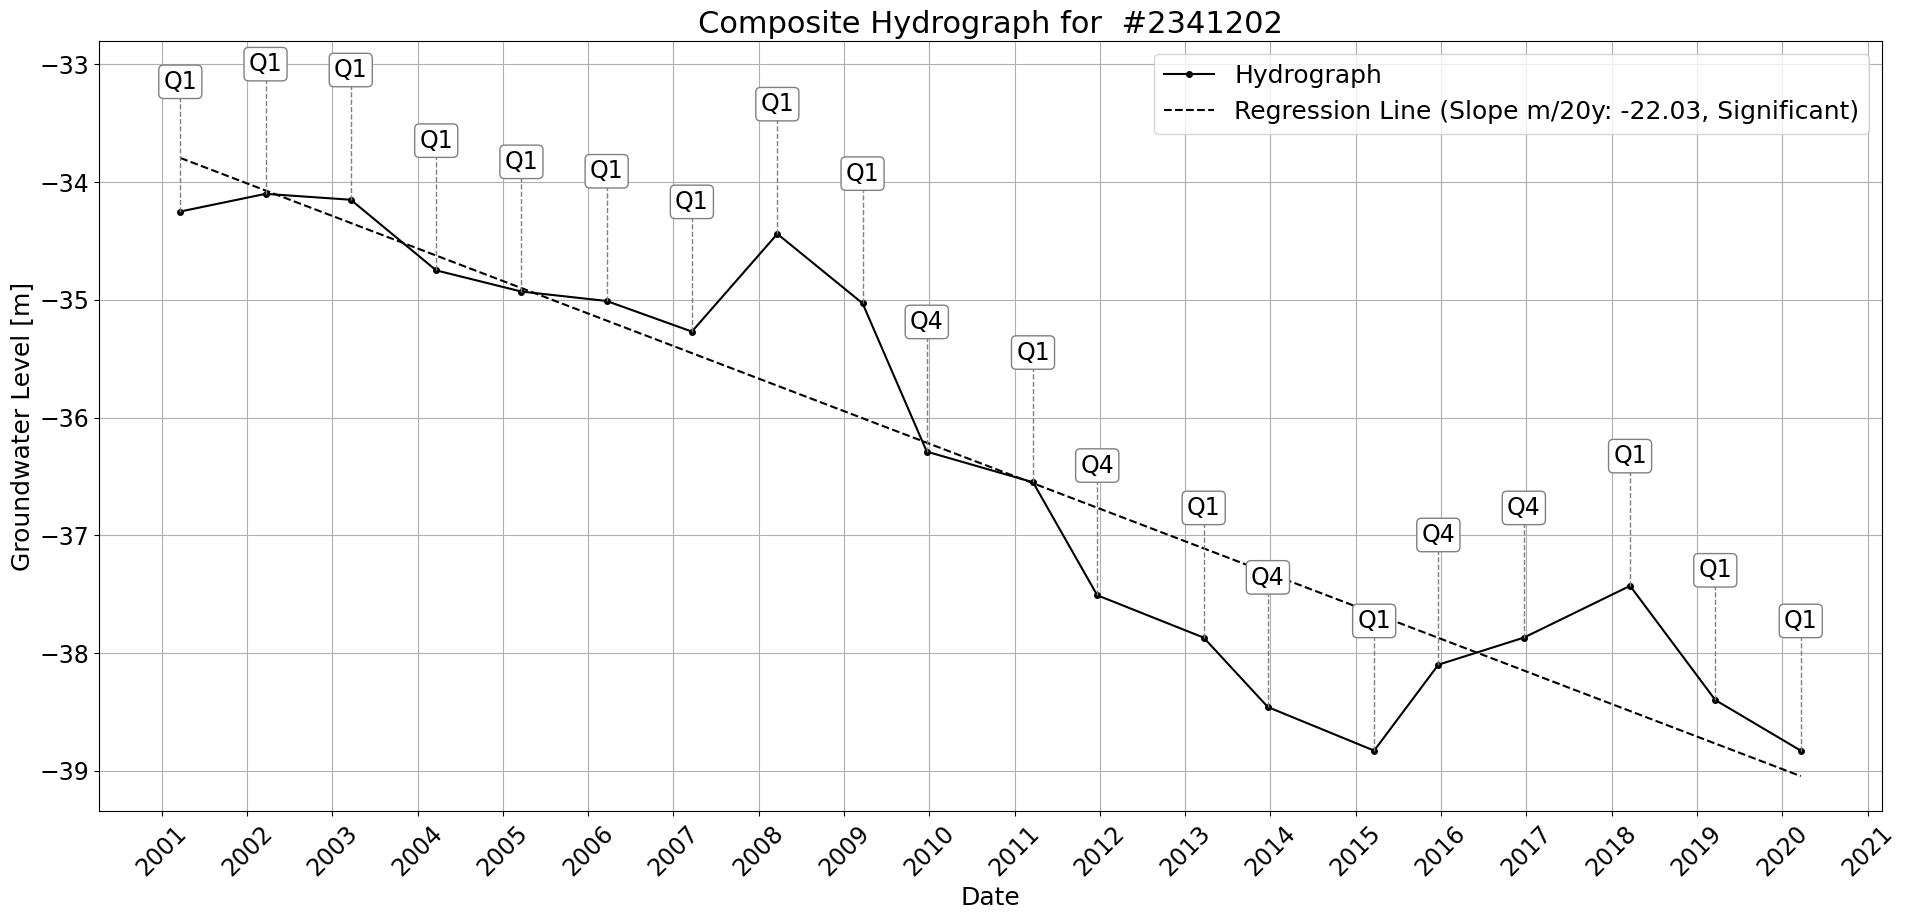 Composite Hydrograph for  #2341202
Hydrograph
Regression Line (Slope m/20y: -22.03, Significant)
Groundwater Level [m]
−33
−34
−35
−36
−37
−38
−39
Q1
Q1
Q1
Q1
Q1
Q1
Q1
Q1
Q1
Q4
Q1
Q4
Q1
Q4
Q1
Q4
Q4
Q1
Q1
Q1
2001
2002
2003
2004
2005
2006
2007
2008
2009
2010
2011
2012
2013
2014
2015
2016
2017
2018
2019
2020
2021
Date